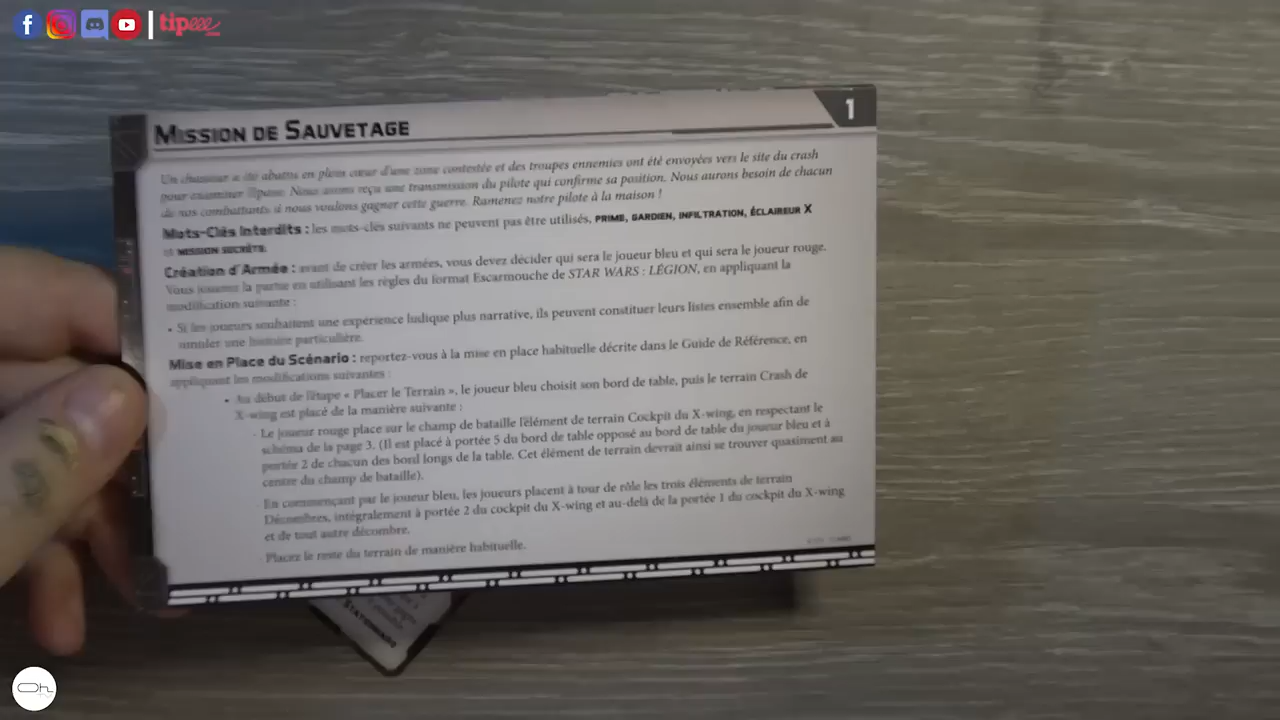 tipeee
1
MISSION DE SAUVETAGE
Un chasseur a été abattu en plein cœur d'une zone contestée et des troupes ennemies ont été envoyées vers le site du crash
pour examiner l'épave. Nous avons reçu une transmission du pilote qui confirme sa position. Nous aurons besoin de chacun
de nos combattants si nous voulons gagner cette guerre. Ramenez notre pilote à la maison !
Mots-Clés Interdits : les mots-clés suivants ne peuvent pas être utilisés, PRIME, GARDIEN, INFILTRATION, ÉCLAIREUR X
et MISSION SECRÈTE.
Création d'Armée : avant de créer les armées, vous devez décider qui sera le joueur bleu et qui sera le joueur rouge.
Vous jouerez la partie en utilisant les règles du format Escarmouche de STAR WARS : LÉGION, en appliquant la
modification suivante :
• Si les joueurs souhaitent une expérience ludique plus narrative, ils peuvent constituer leurs listes ensemble afin de
simuler une histoire particulière.
Mise en Place du Scénario : reportez-vous à la mise en place habituelle décrite dans le Guide de Référence, en
appliquant les modifications suivantes :
• Au début de l'étape « Placer le Terrain », le joueur bleu choisit son bord de table, puis le terrain Crash de
X-wing est placé de la manière suivante :
· Le joueur rouge place sur le champ de bataille l'élément de terrain Cockpit du X-wing, en respectant le
schéma de la page 3. (Il est placé à portée 5 du bord de table opposé au bord de table du joueur bleu et à
portée 2 de chacun des bord longs de la table. Cet élément de terrain devrait ainsi se trouver quasiment au
centre du champ de bataille).
· En commençant par le joueur bleu, les joueurs placent à tour de rôle les trois éléments de terrain
Décombres, intégralement à portée 2 du cockpit du X-wing et au-delà de la portée 1 du cockpit du X-wing
et de tout autre décombre.
· Placez le reste du terrain de manière habituelle.
STATIONNAIRE